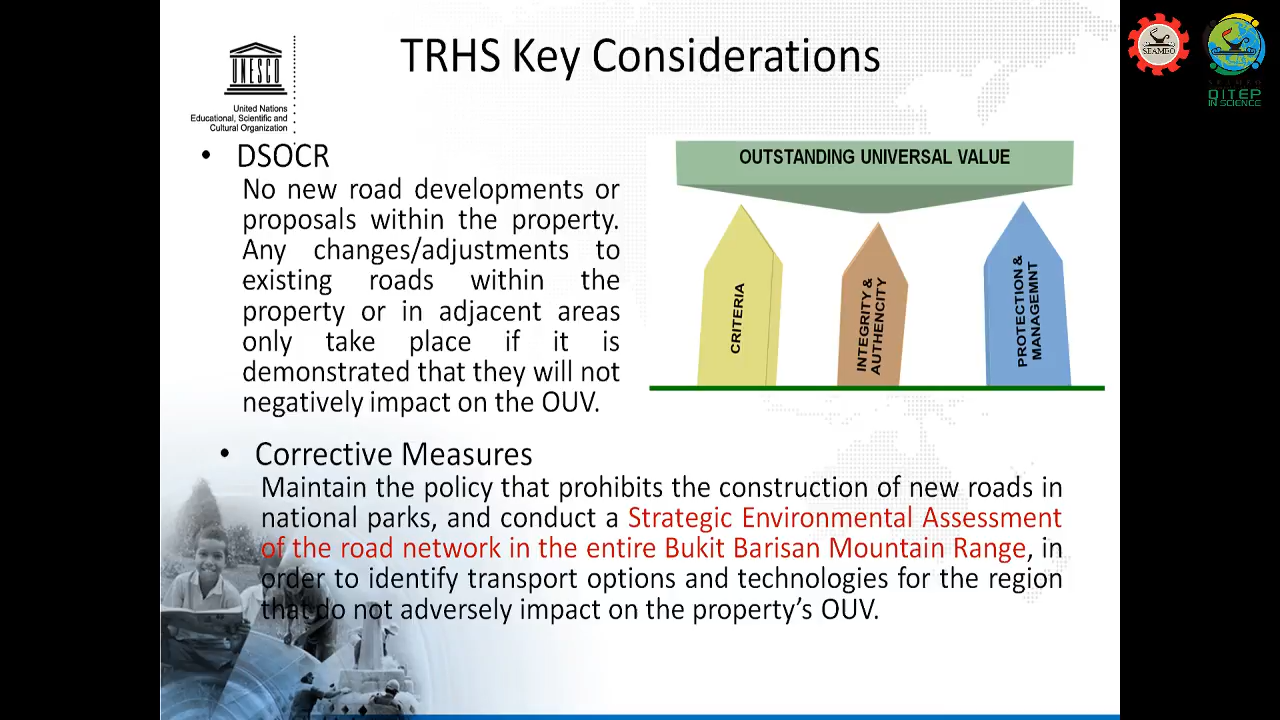 TRHS Key Considerations
UNESCO
United Nations
Educational, Scientific and
Cultural Organization
SEAMEO
SEAMEO
QITEP
IN SCIENCE
• DSOCR
No new road developments or
proposals within the property.
Any changes/adjustments to
existing roads within the
property or in adjacent areas
only take place if it is
demonstrated that they will not
negatively impact on the OUV.
OUTSTANDING UNIVERSAL VALUE
CRITERIA
INTEGRITY &
AUTHENCITY
PROTECTION &
MANAGEMNT
• Corrective Measures
Maintain the policy that prohibits the construction of new roads in
national parks, and conduct a Strategic Environmental Assessment
of the road network in the entire Bukit Barisan Mountain Range, in
order to identify transport options and technologies for the region
that do not adversely impact on the property’s OUV.